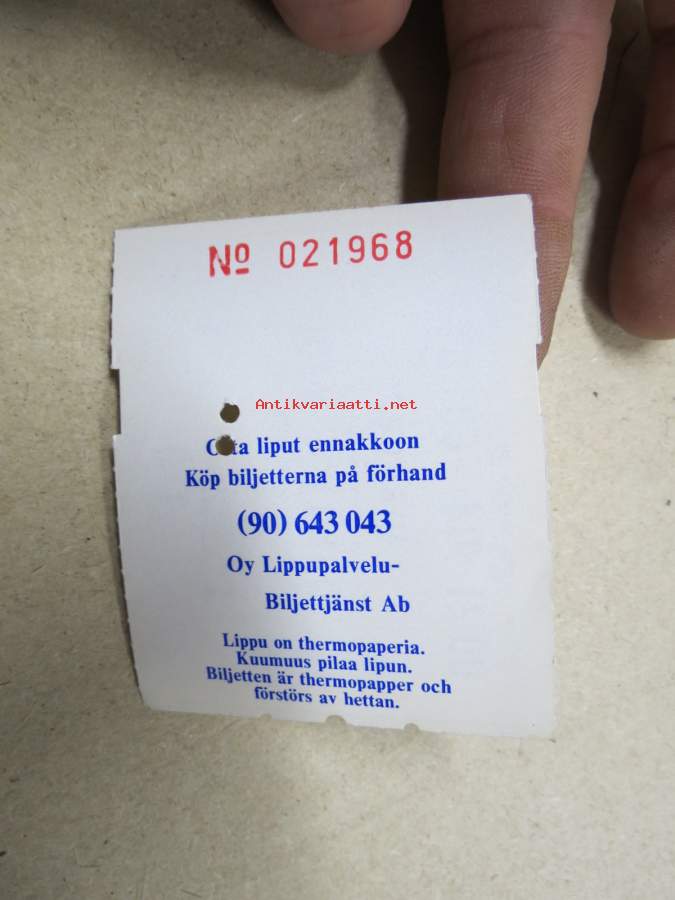 Nº 021968
Antikvariaatti.net
liput ennakkoon
Köp biljetterna på förhand
(90) 643 043
Oy Lippupalvelu-
Biljettjänst Ab
Lippu on thermopaperia.
Kuumuus pilaa lipun.
Biljetten är thermopapper och
förstörs av hettan.